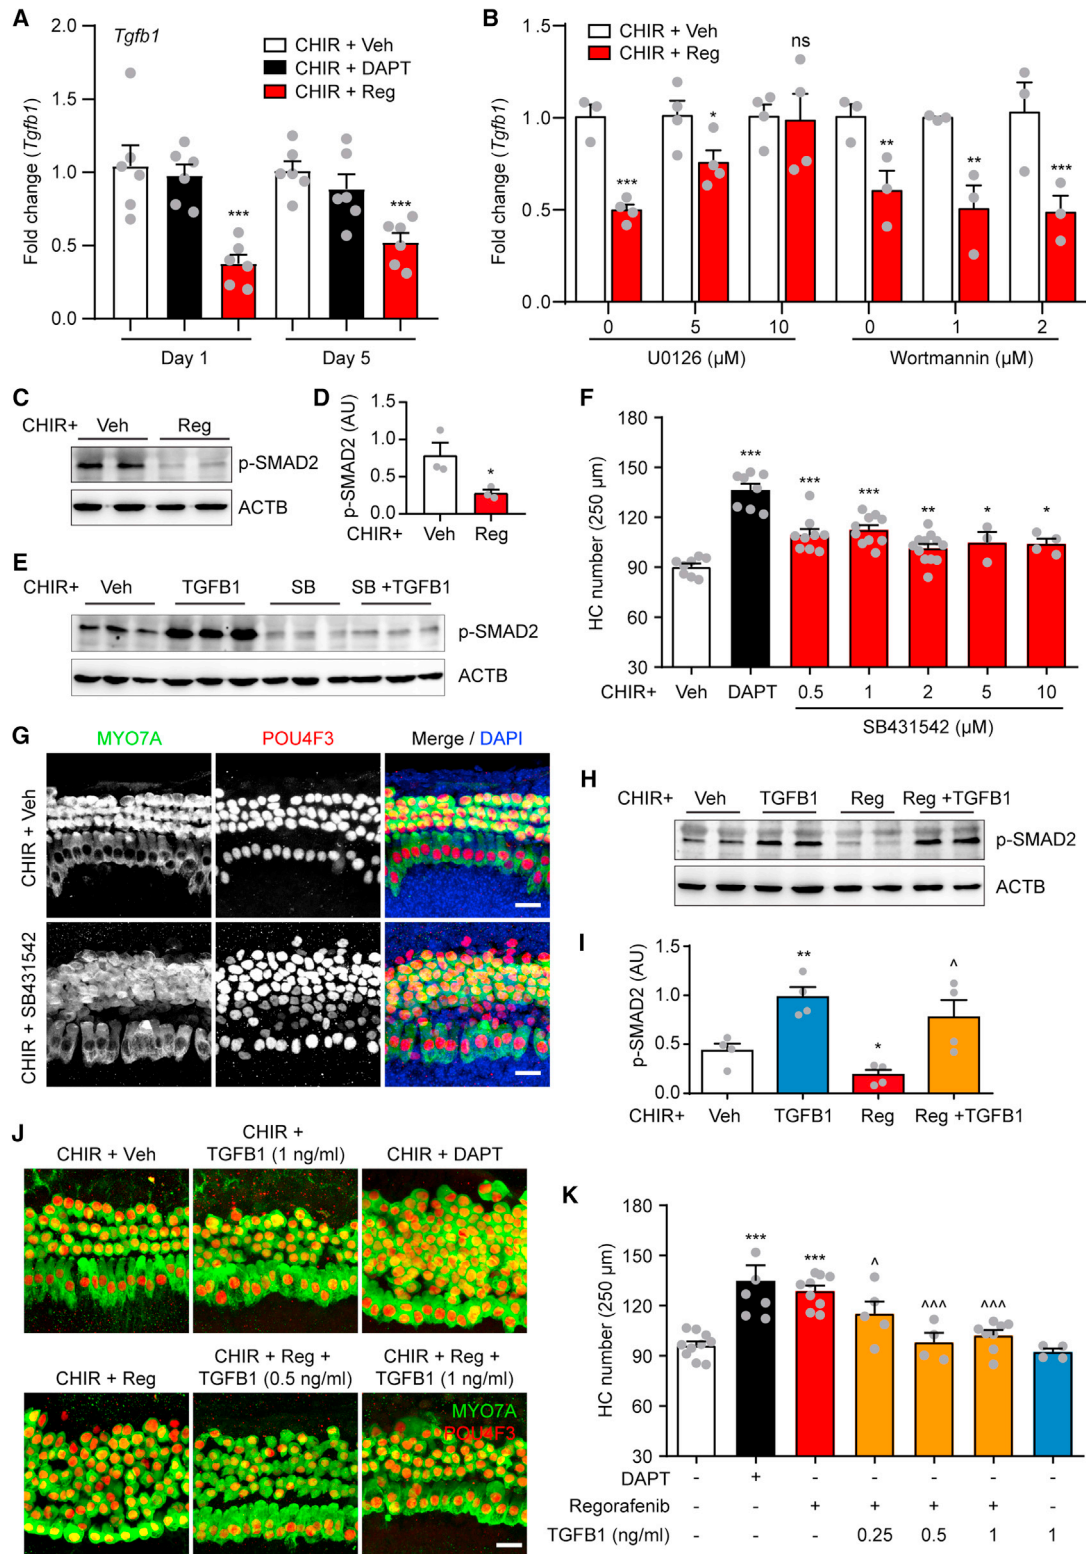 A
Tgfb1
CHIR + Veh
CHIR + DAPT
CHIR + Reg
Fold change (Tgfb1)
2.0
1.5
1.0
0.5
0.0
***
***
Day 1
Day 5
B
CHIR + Veh
CHIR + Reg
Fold change (Tgfb1)
1.5
1.0
0.5
0.0
***
*
ns
**
**
***
0 5 10 0 1 2
U0126 (µM)
Wortmannin (µM)
C
CHIR+ Veh Reg
p-SMAD2
ACTB
D
p-SMAD2 (AU)
1.5
1.0
0.5
0.0
*
CHIR+ Veh Reg
E
CHIR+ Veh TGFB1 SB SB +TGFB1
p-SMAD2
ACTB
F
HC number (250 µm)
180
150
120
90
60
30
***
***
***
**
*
*
CHIR+ Veh DAPT 0.5 1 2 5 10
SB431542
(µM)
G
MYO7A POU4F3 Merge / DAPI
CHIR + Veh
CHIR + SB431542
H
CHIR+ Veh TGFB1 Reg Reg +TGFB1
p-SMAD2
ACTB
I
p-SMAD2 (AU)
1.5
1.0
0.5
0.0
**
*
^
CHIR+ Veh TGFB1 Reg Reg +TGFB1
J
CHIR + Veh
CHIR +
TGFB1 (1 ng/ml)
CHIR + DAPT
CHIR + Reg
CHIR + Reg +
TGFB1 (0.5 ng/ml)
CHIR + Reg +
TGFB1 (1 ng/ml)
MYO7A
POU4F3
K
HC number (250 µm)
180
150
120
90
60
30
***
***
^
^^^
^^^
DAPT - + - - - - -
Regorafenib - - + + + + -
TGFB1 (ng/ml) - - - 0.25 0.5 1 1